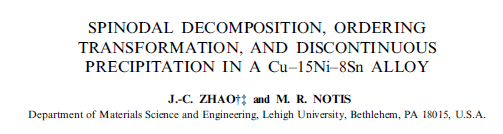 SPINODAL DECOMPOSITION, ORDERING
TRANSFORMATION, AND DISCONTINUOUS
PRECIPITATION IN A Cu–15Ni–8Sn ALLOY
J.-C. ZHAO†‡ and M. R. NOTIS
Department of Materials Science and Engineering, Lehigh University, Bethlehem, PA 18015, U.S.A.